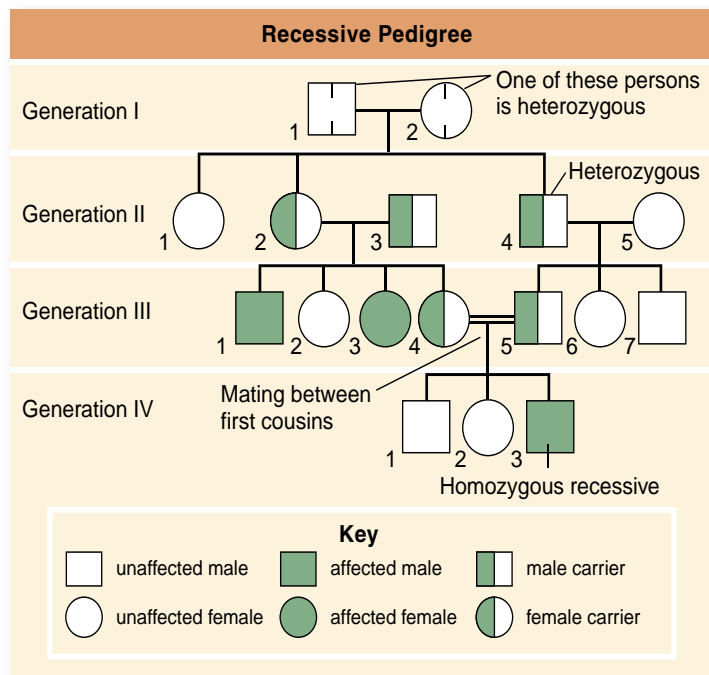 Recessive Pedigree
Generation I
1
2
One of these persons
is heterozygous
Generation II
1
2
3
4
5
Heterozygous
Generation III
1
2
3
4
5
6
7
Mating between
first cousins
Generation IV
1
2
3
Homozygous recessive
Key
unaffected male
affected male
male carrier
unaffected female
affected female
female carrier